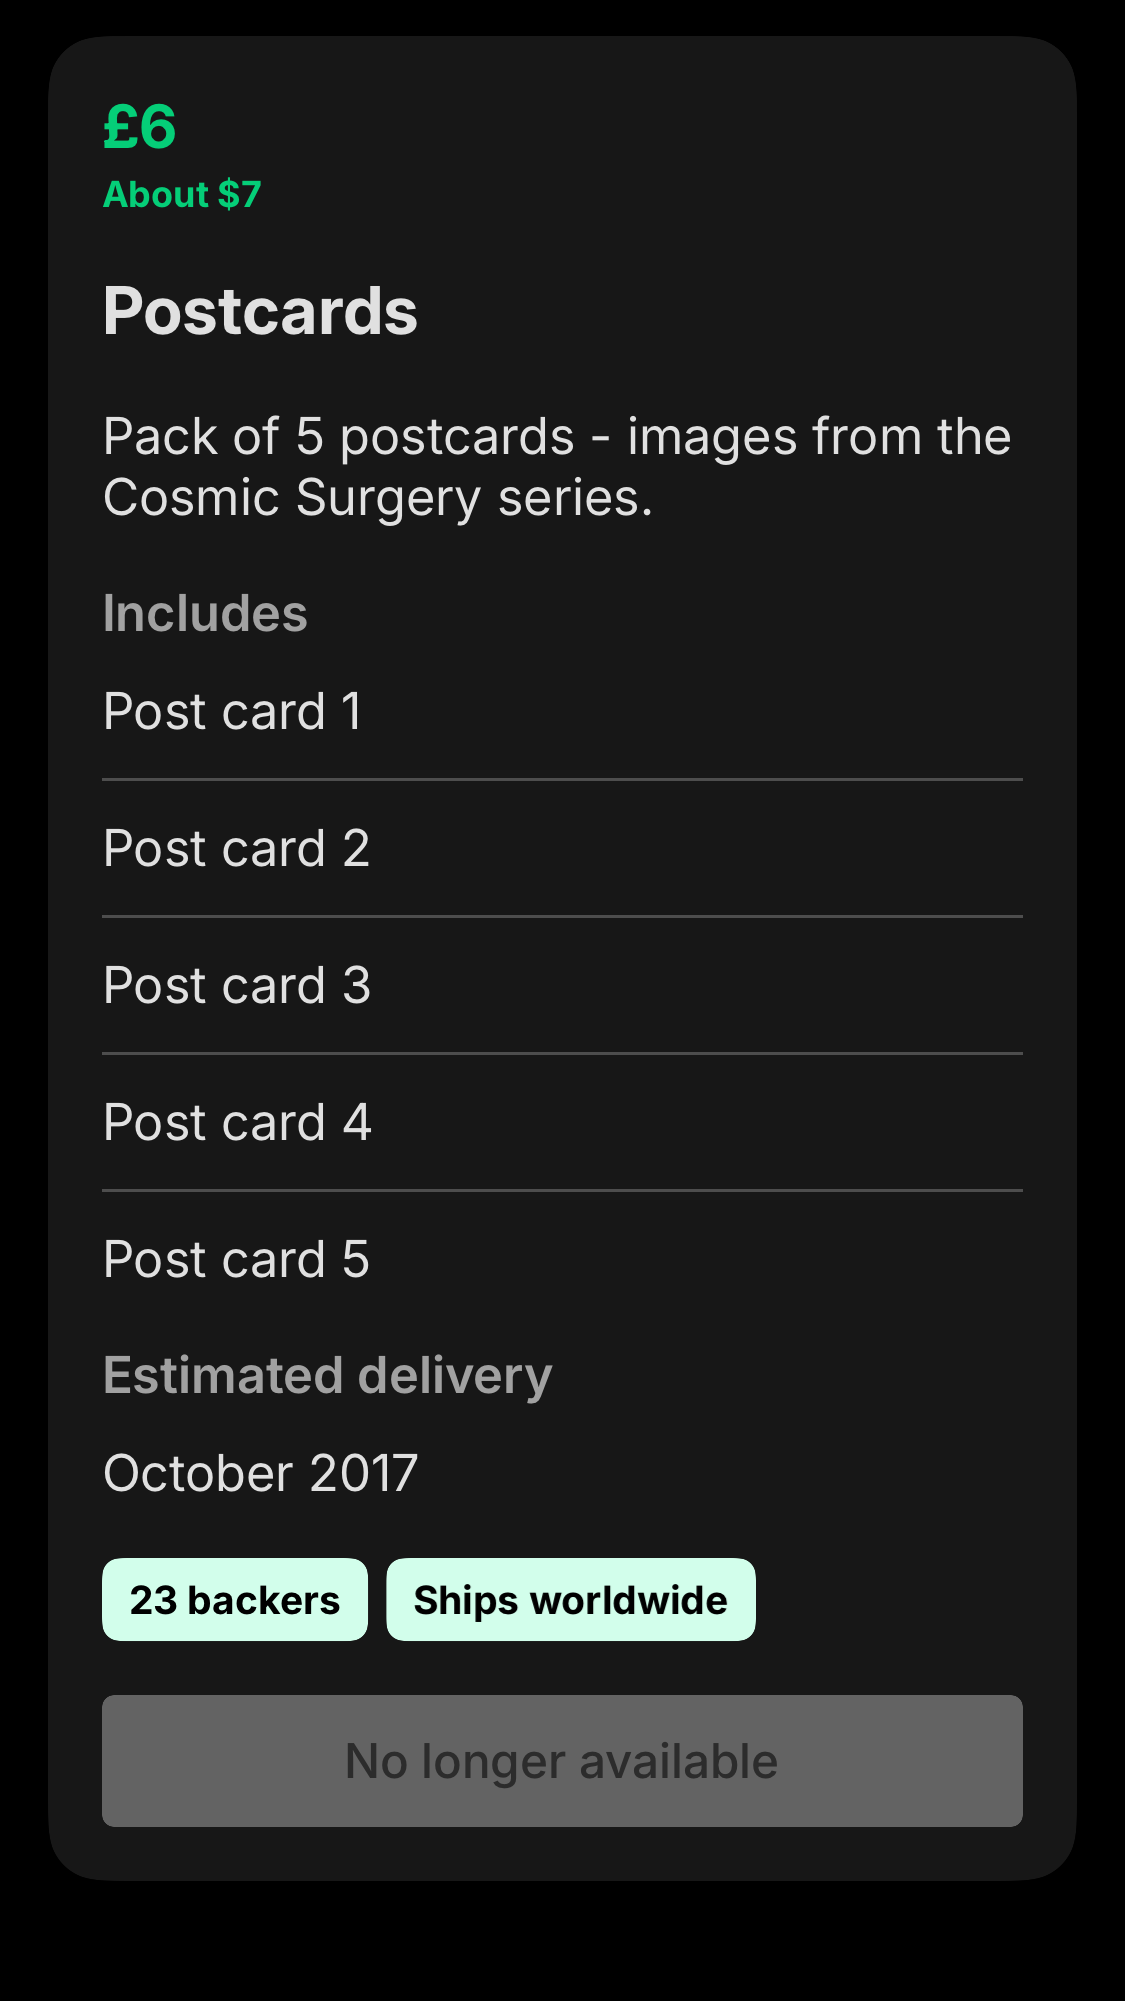 £6
About $7
Postcards
Pack of 5 postcards - images from the
Cosmic Surgery series.
Includes
Post card 1
Post card 2
Post card 3
Post card 4
Post card 5
Estimated delivery
October 2017
23 backers
Ships worldwide
No longer available